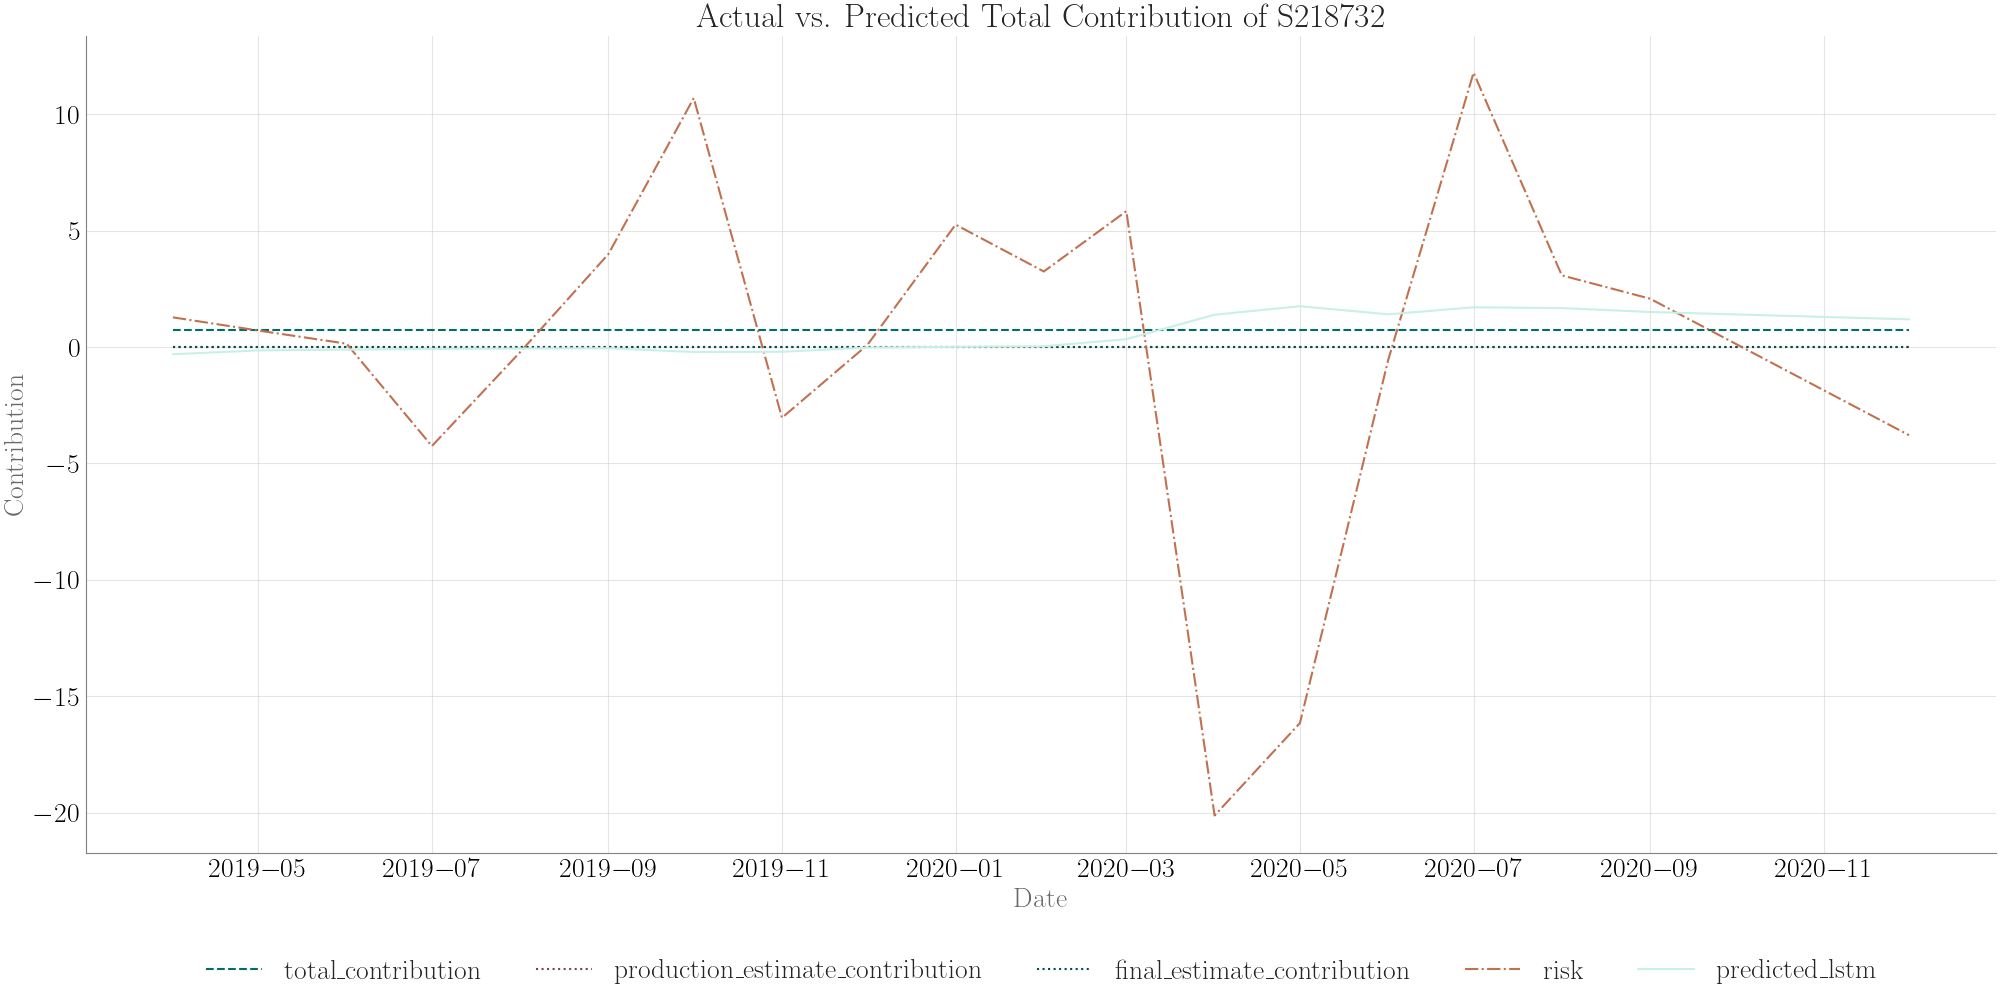 Actual vs. Predicted Total Contribution of S218732
10
5
0
−5
−10
−15
−20
Contribution
2019−05 2019−07 2019−09 2019−11 2020−01 2020−03 2020−05 2020−07 2020−09 2020−11
Date
total_contribution production_estimate_contribution final_estimate_contribution risk predicted_lstm